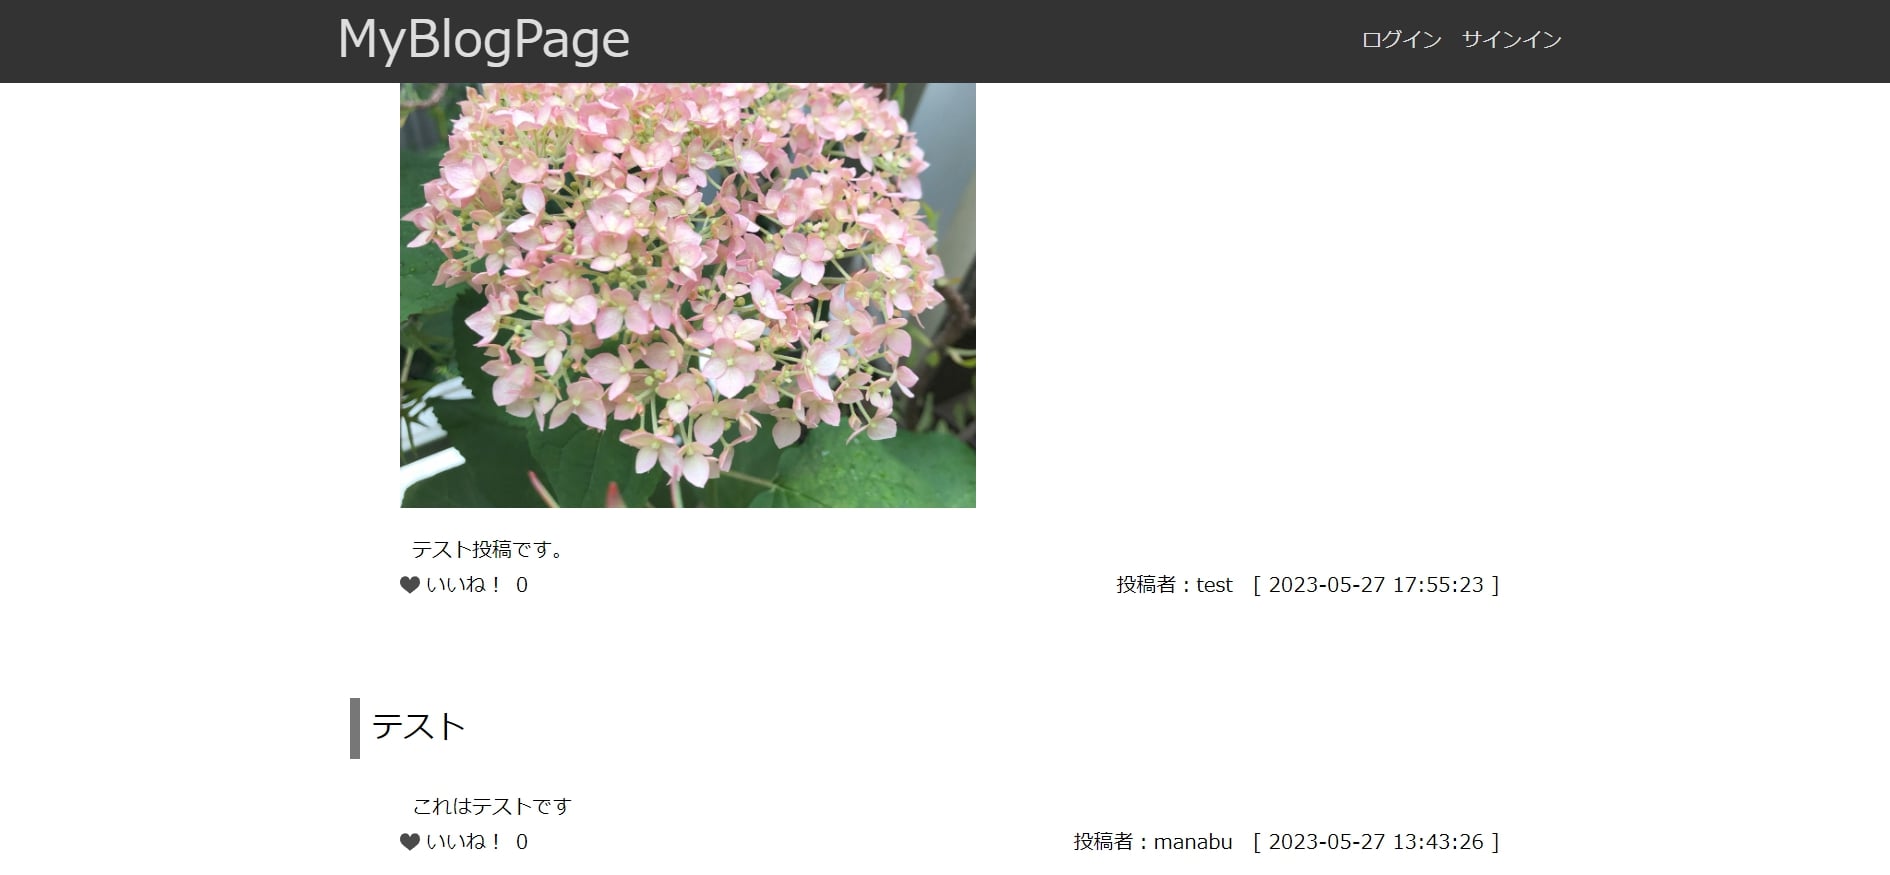 MyBlogPage
ログイン サインイン
テスト投稿です。
いいね！ 0
投稿者：test [ 2023-05-27 17:55:23 ]
テスト
これはテストです
いいね！ 0
投稿者：manabu [ 2023-05-27 13:43:26 ]